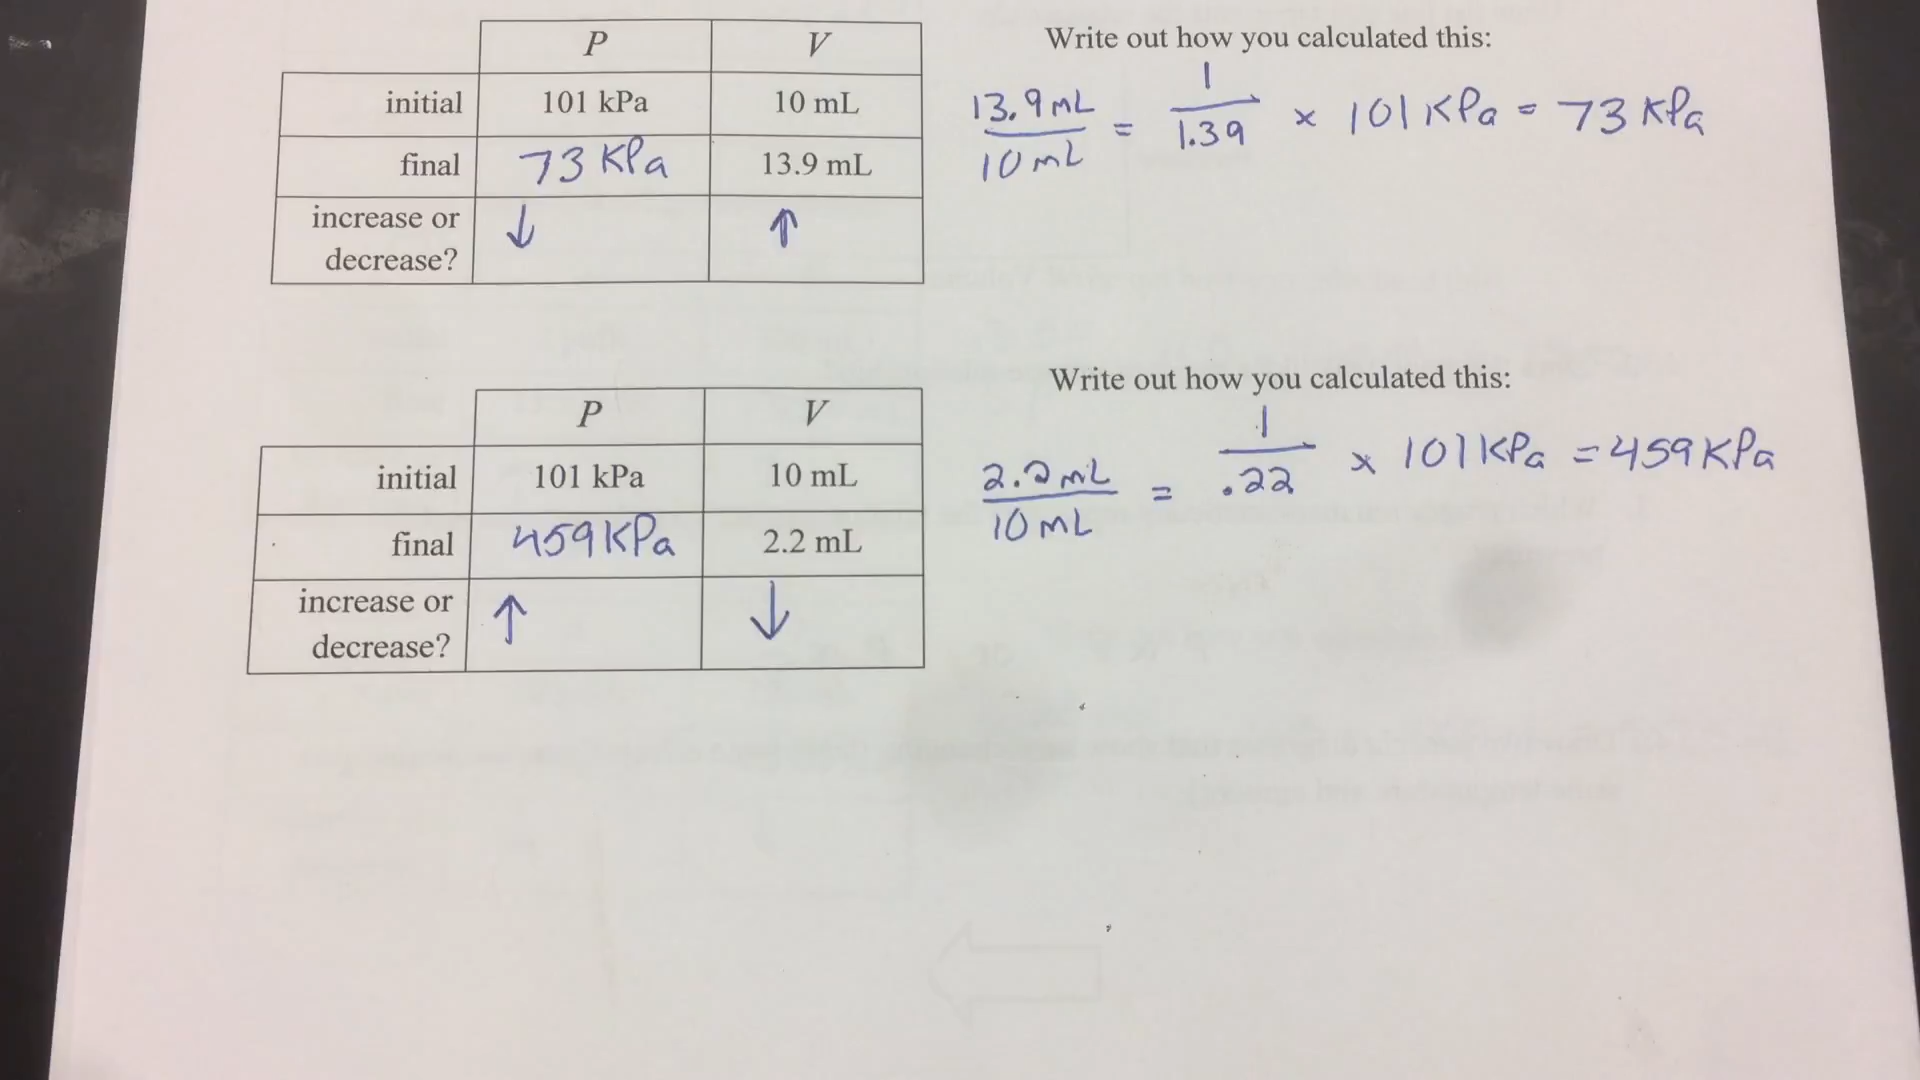 P V
initial 101 kPa 10 mL
final 73 KPa 13.9 mL
increase or
decrease? ↓ ↑
Write out how you calculated this:
13.9 mL / 10 mL = 1 / 1.39 × 101 KPa = 73 KPa
P V
initial 101 kPa 10 mL
final 459 KPa 2.2 mL
increase or
decrease? ↑ ↓
Write out how you calculated this:
2.2 mL / 10 mL = 1 / .22 × 101 KPa = 459 KPa